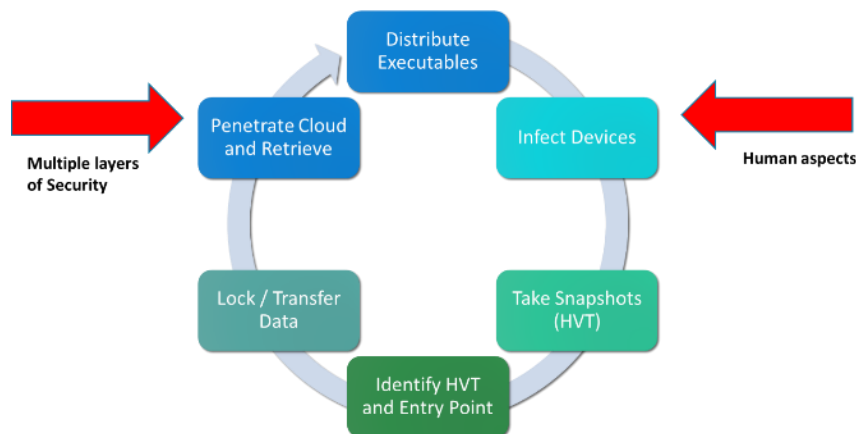 Distribute
Executables
Penetrate Cloud
and Retrieve
Infect Devices
Multiple layers
of Security
Human aspects
Lock / Transfer
Data
Take Snapshots
(HVT)
Identify HVT
and Entry Point